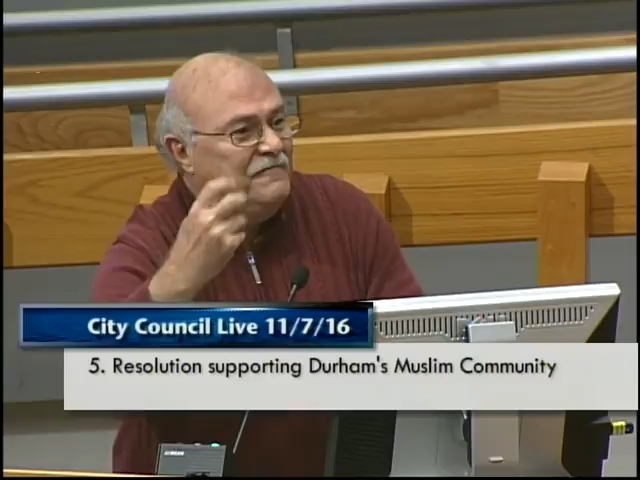 City Council Live 11/7/16
5. Resolution supporting Durham's Muslim Community